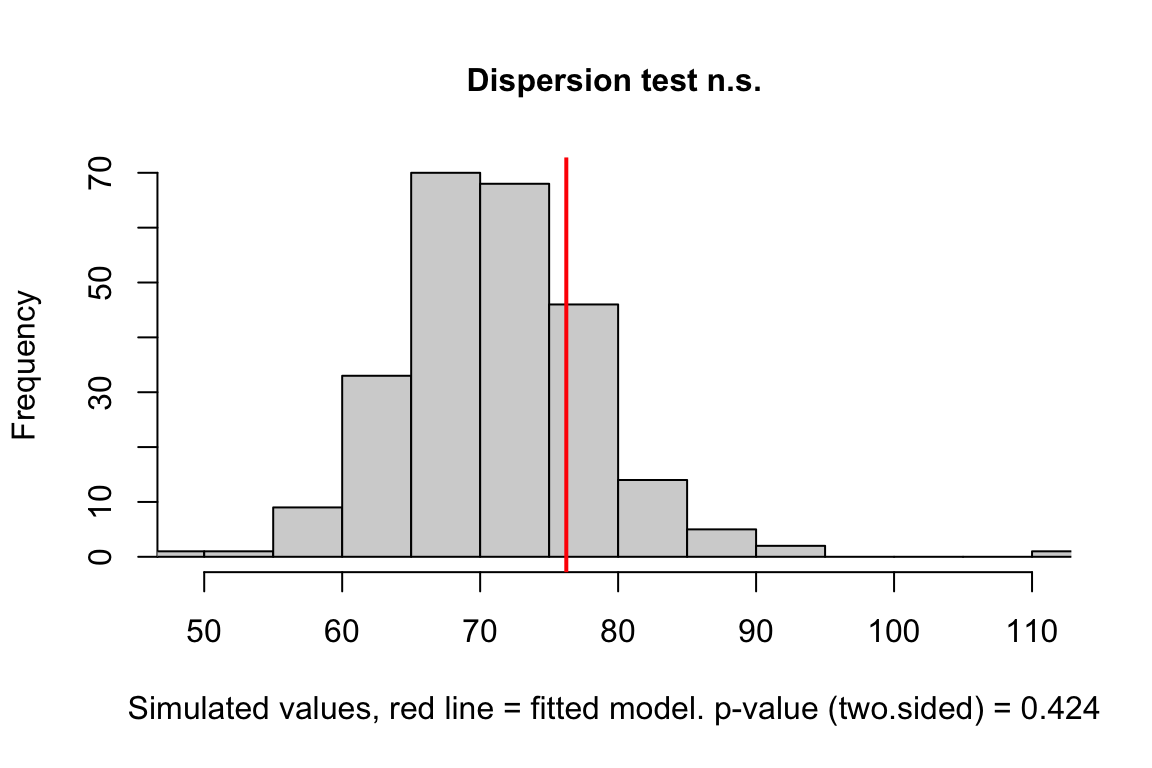 Dispersion test n.s.
Frequency
70
50
30
10
0
50 60 70 80 90 100 110
Simulated values, red line = fitted model. p-value (two.sided) = 0.424